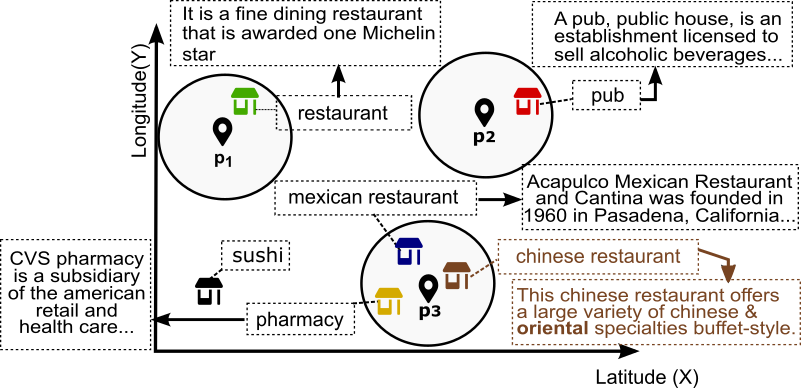 It is a fine dining restaurant
that is awarded one Michelin
star
A pub, public house, is an
establishment licensed to
sell alcoholic beverages...
Longitude(Y)
restaurant
pub
p1
p2
mexican restaurant
Acapulco Mexican Restaurant
and Cantina was founded in
1960 in Pasadena, California...
CVS pharmacy
is a subsidiary
of the american
retail and
health care...
sushi
chinese restaurant
pharmacy
p3
This chinese restaurant offers
a large variety of chinese &
oriental specialties buffet-style.
Latitude (X)